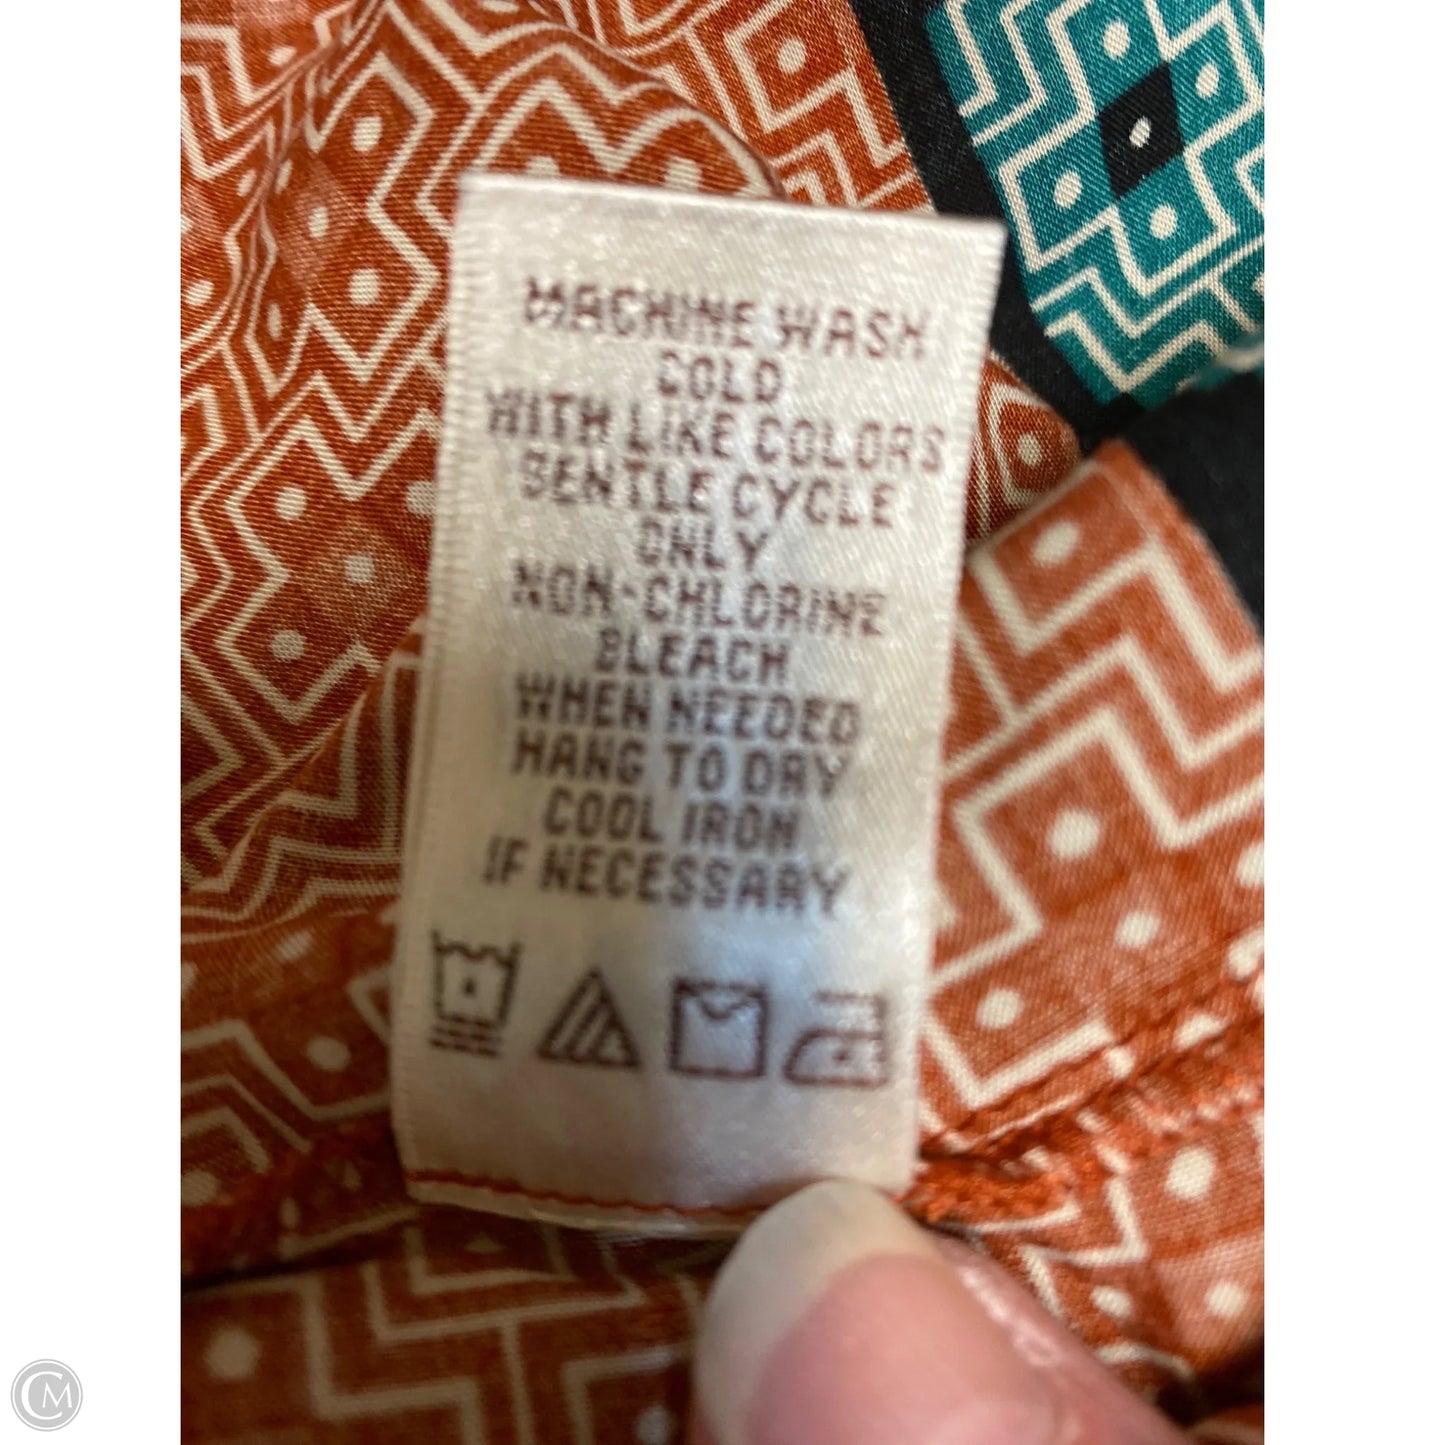 MACHINE WASH
COLD
WITH LIKE COLORS
GENTLE CYCLE
ONLY
NON-CHLORINE
BLEACH
WHEN NEEDED
HANG TO DRY
COOL IRON
IF NECESSARY
CM